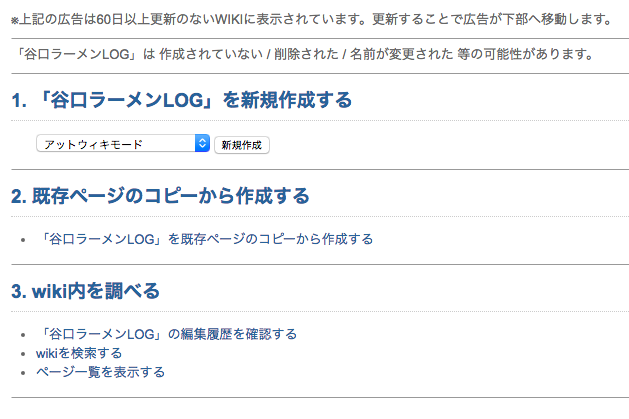 ※上記の広告は60日以上更新のないWIKIに表示されています。更新することで広告が下部へ移動します。
「谷口ラーメンLOG」は 作成されていない / 削除された / 名前が変更された 等の可能性があります。
1. 「谷口ラーメンLOG」を新規作成する
アットウィキモード 新規作成
2. 既存ページのコピーから作成する
「谷口ラーメンLOG」を既存ページのコピーから作成する
3. wiki内を調べる
「谷口ラーメンLOG」の編集履歴を確認する
wikiを検索する
ページ一覧を表示する